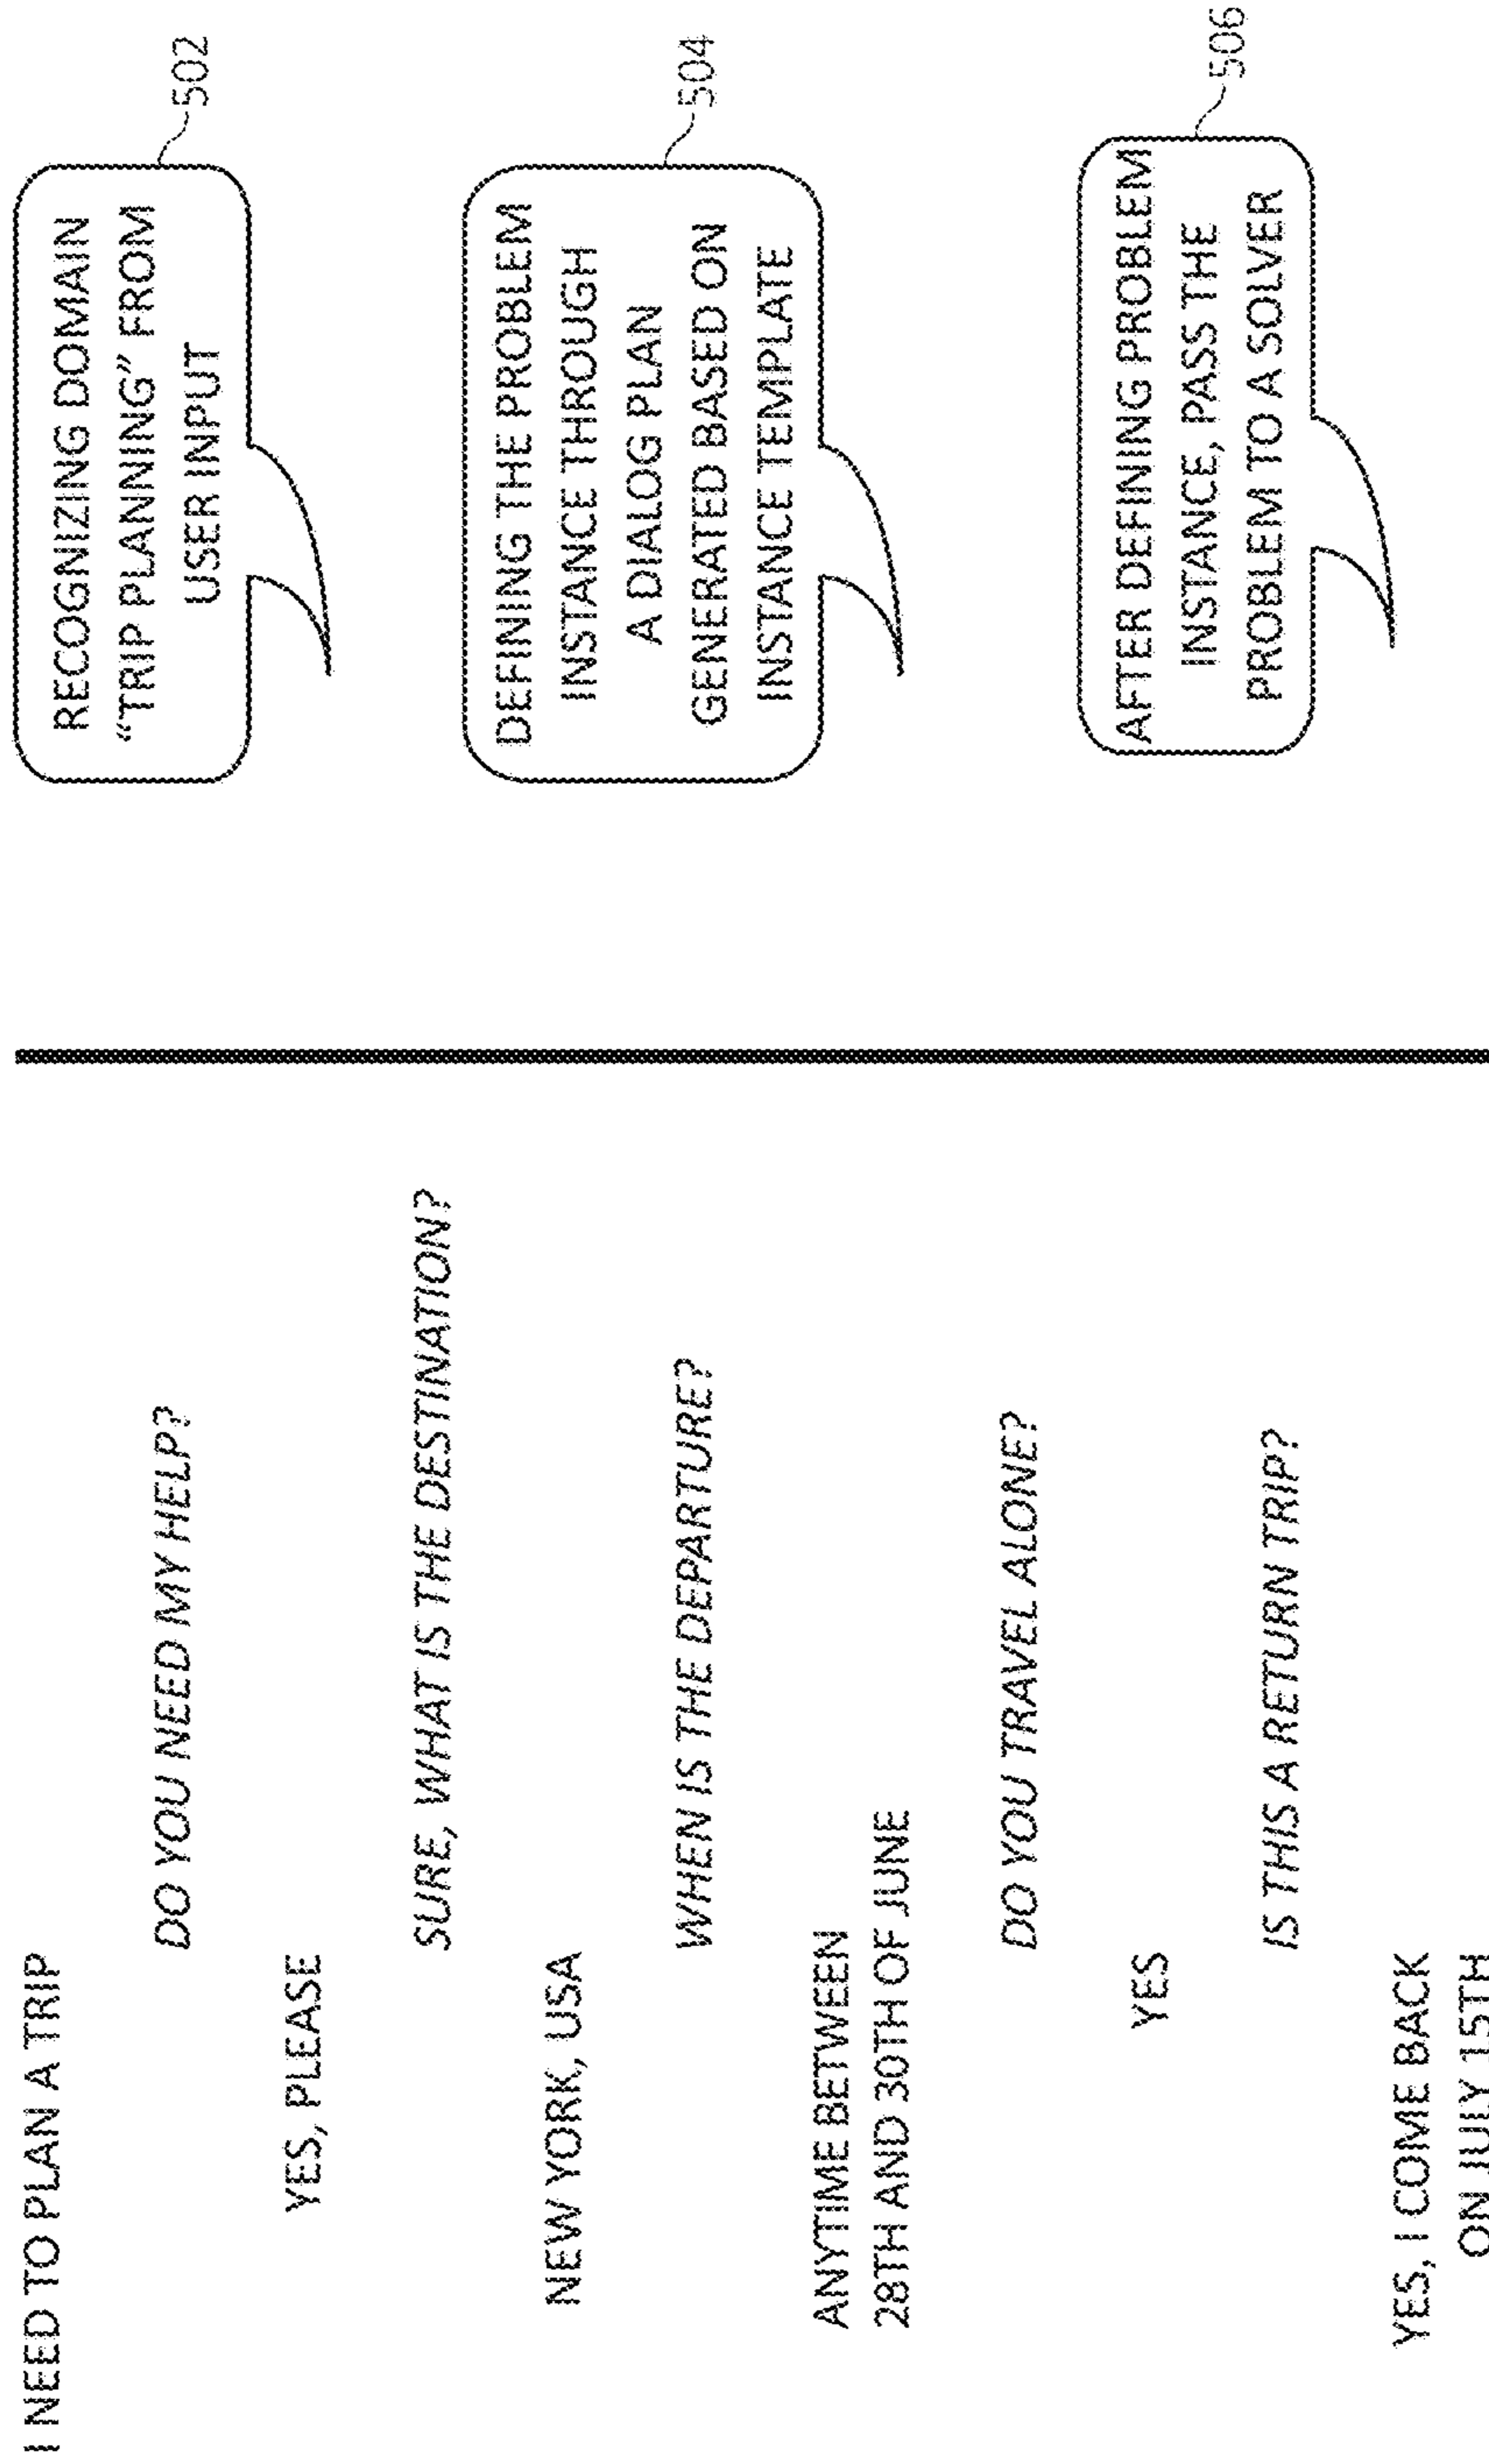 I NEED TO PLAN A TRIP
DO YOU NEED MY HELP?
YES, PLEASE
SURE, WHAT IS THE DESTINATION?
NEW YORK, USA
WHEN IS THE DEPARTURE?
ANYTIME BETWEEN
28TH AND 30TH OF JUNE
DO YOU TRAVEL ALONE?
YES
IS THIS A RETURN TRIP?
YES, I COME BACK
ON JULY 15TH
RECOGNIZING DOMAIN
“TRIP PLANNING” FROM
USER INPUT
502
DEFINING THE PROBLEM
INSTANCE THROUGH
A DIALOG PLAN
GENERATED BASED ON
INSTANCE TEMPLATE
504
AFTER DEFINING PROBLEM
INSTANCE, PASS THE
PROBLEM TO A SOLVER
506